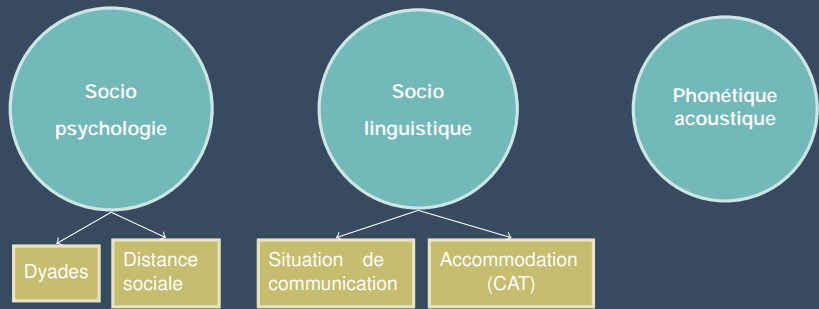 Socio
psychologie
Socio
linguistique
Phonétique
acoustique
Dyades
Distance
sociale
Situation de
communication
Accommodation
(CAT)